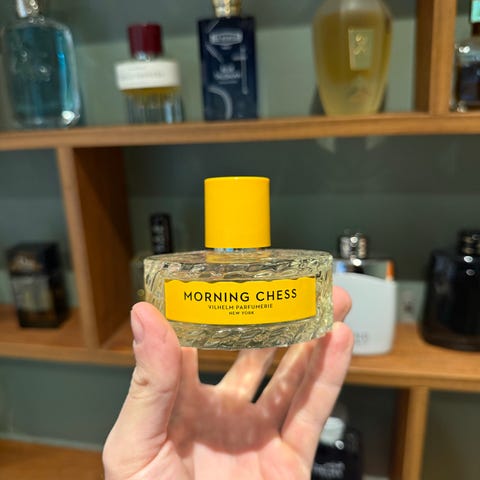 MORNING CHESS
VILHELM PARFUMERIE
NEW YORK